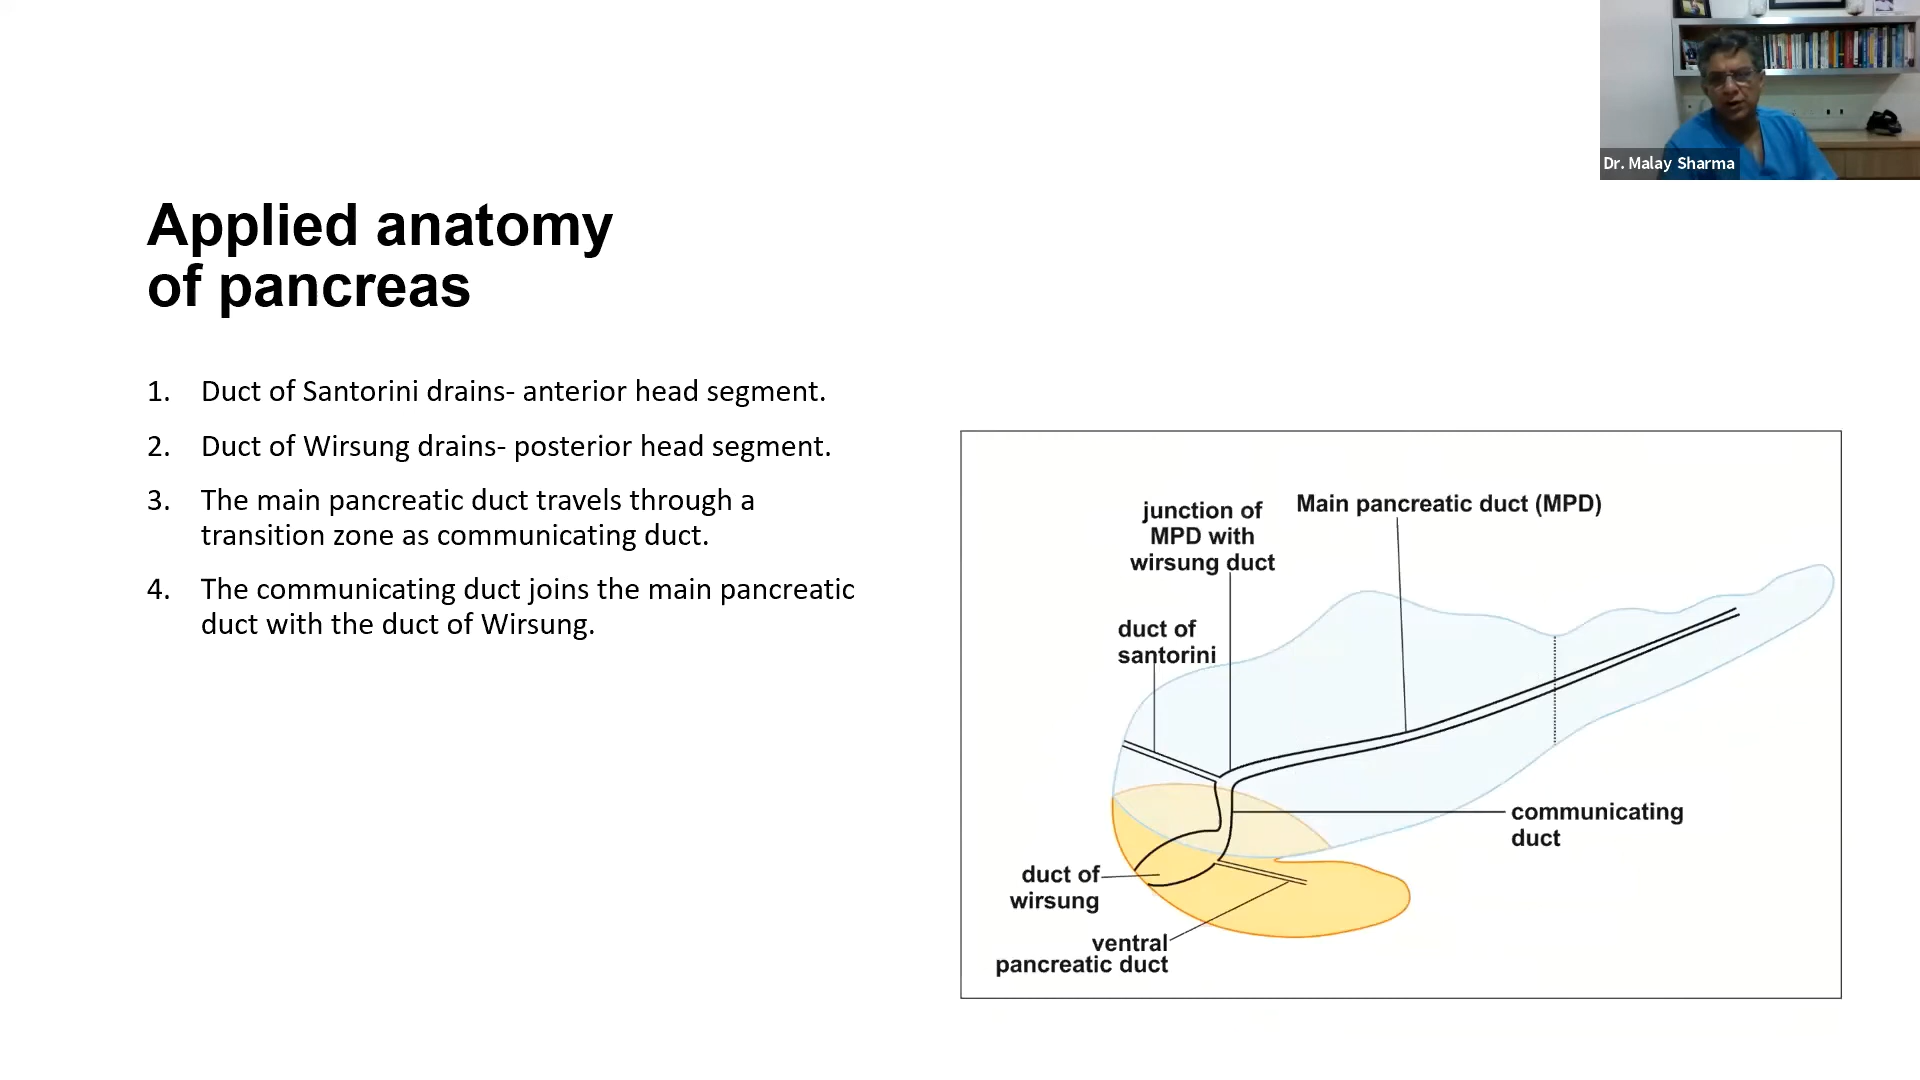 Dr. Malay Sharma
Applied anatomy
of pancreas
1. Duct of Santorini drains- anterior head segment.
2. Duct of Wirsung drains- posterior head segment.
3. The main pancreatic duct travels through a
transition zone as communicating duct.
4. The communicating duct joins the main pancreatic
duct with the duct of Wirsung.
junction of
MPD with
wirsung duct
Main pancreatic duct (MPD)
duct of
santorini
communicating
duct
duct of
wirsung
ventral
pancreatic duct